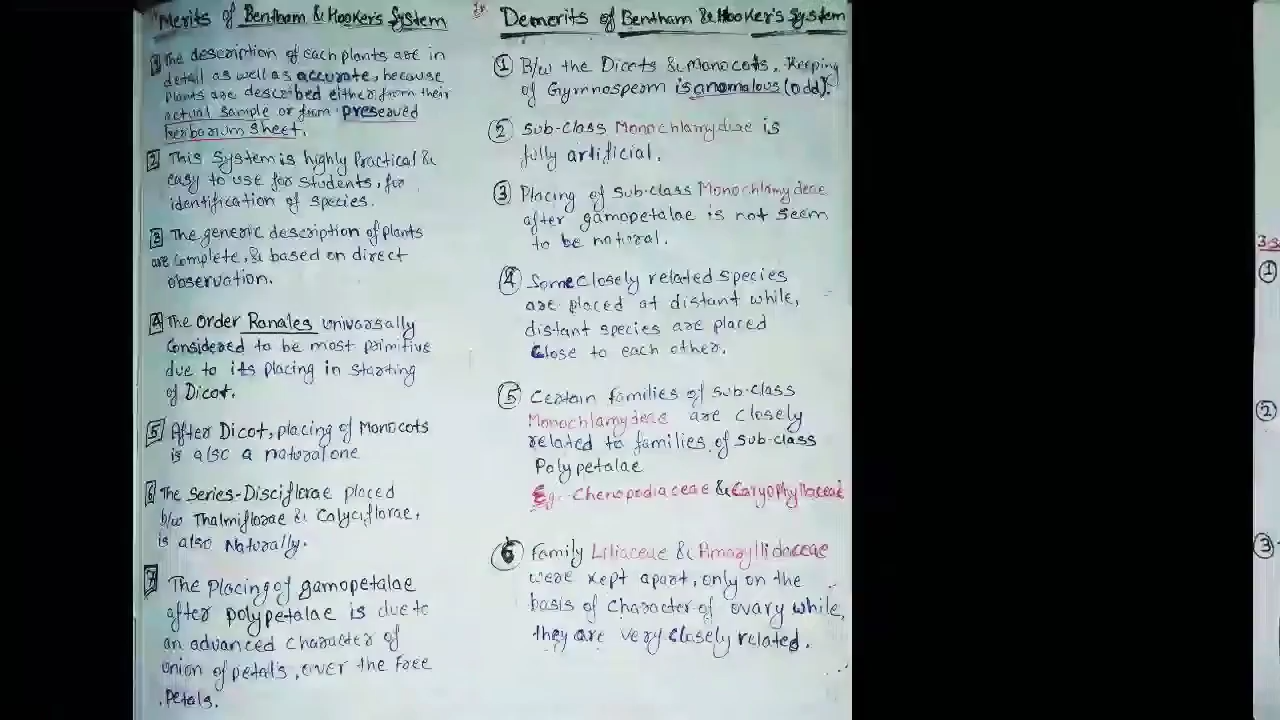 Merits of Bentham & Hooker's System
1 The description of each plants are in
detail as well as accurate, because
plants are described either from their
actual sample or from preserved
herbarium sheet.
2 This system is highly Practical &
easy to use for students, for
identification of species.
3 The generic description of plants
are complete, & based on direct
observation.
4 The Order Ranales universally
Considered to be most primitive
due to its placing in starting
of Dicot.
5 After Dicot, placing of Monocots
is also a natural one
6 The series-Disciflorae placed
b/w Thalmiflorae & Calyciflorae,
is also Naturally.
7 The Placing of gamopetalae
after polypetalae is due to
an advanced character of
union of petals, over the Free
Petals.
Demerits of Bentham & Hooker's System
① B/w the Dicots & Monocots, Keeping
of Gymnosperm is anomalous (odd).
② Sub-class Monochlamydeae is
fully artificial.
③ Placing of sub-class Monochlamydeae
after gamopetalae is not seem
to be natural.
④ Some closely related species
are placed at distant while,
distant species are placed
Close to each other.
⑤ Certain families of sub-class
Monochlamydeae are closely
related to families of sub-class
Polypetalae
Eg:- Chenopodiaceae & Caryophyllaceae
⑥ Family Liliaceae & Amaryllidaceae
were kept apart, only on the
basis of character of ovary while,
they are very closely related.
①
②
③